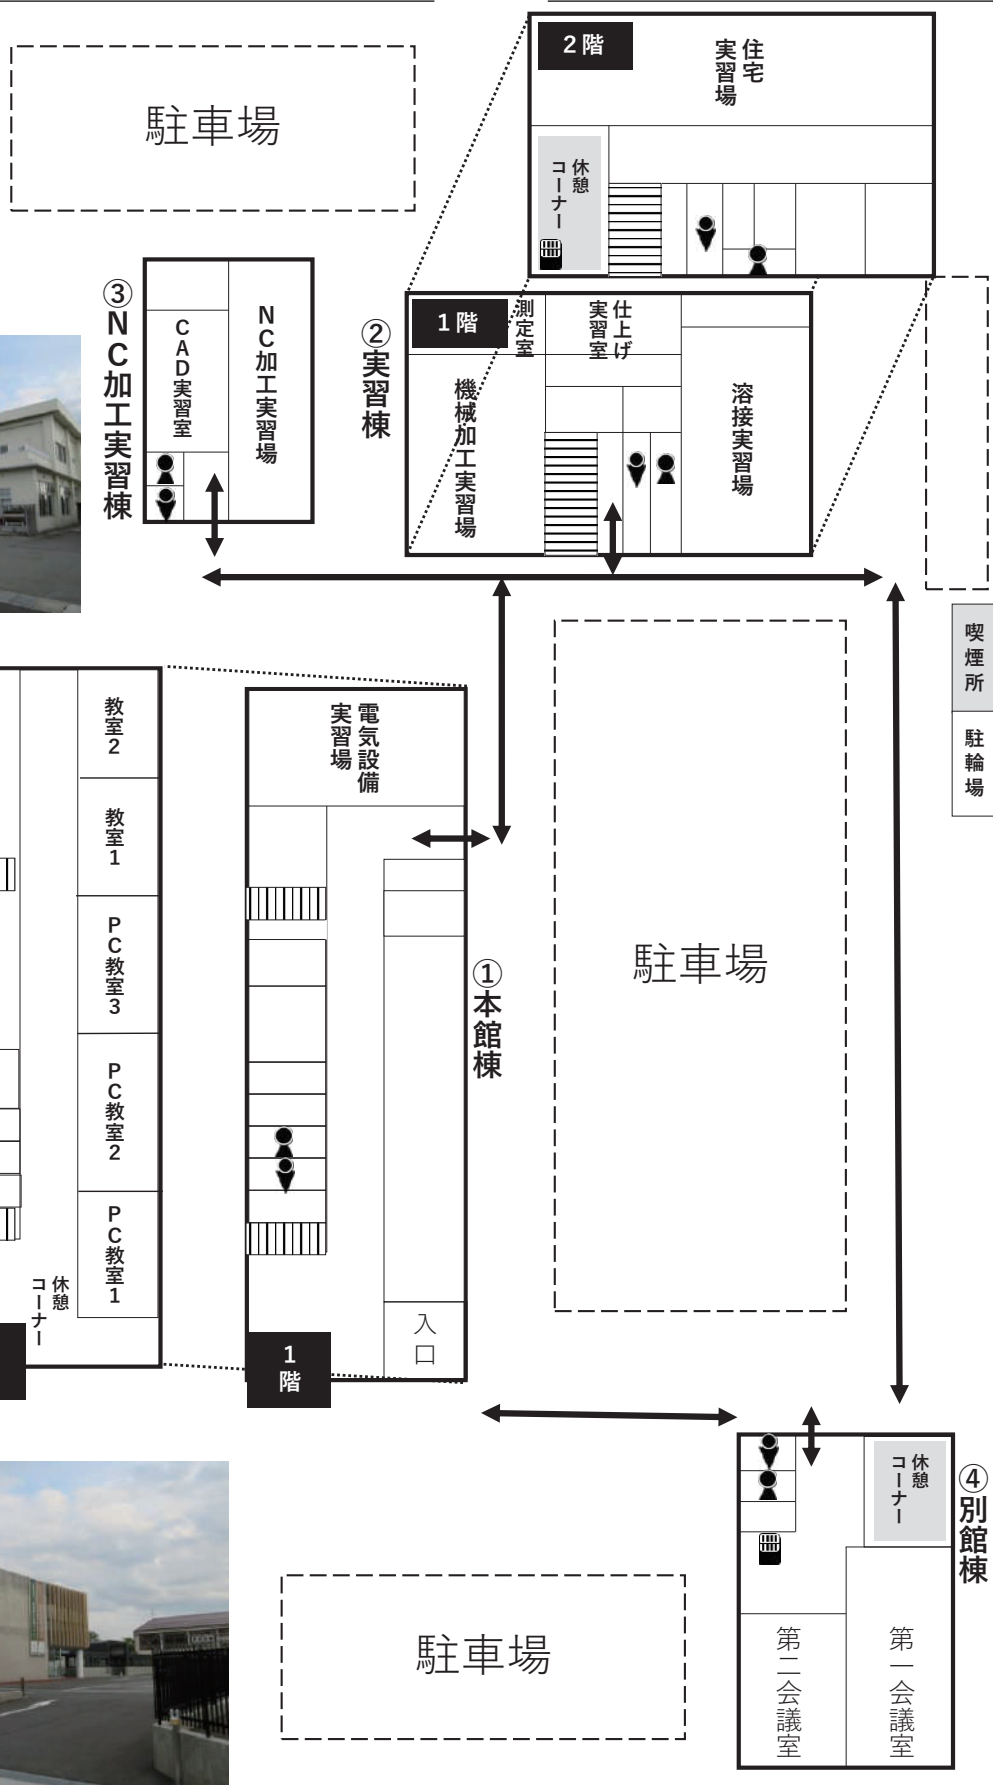 2階
住宅
実習場
休憩
コーナー
駐車場
1階
測定室
仕上げ
実習室
機械加工実習場
溶接実習場
②実習棟
③NC加工実習棟
CAD実習室
NC加工実習場
喫煙所
駐輪場
電気設備
実習場
教室2
教室1
PC教室3
PC教室2
PC教室1
休憩
コーナー
①本館棟
駐車場
入口
1階
休憩
コーナー
④別館棟
第一会議室
第二会議室
駐車場